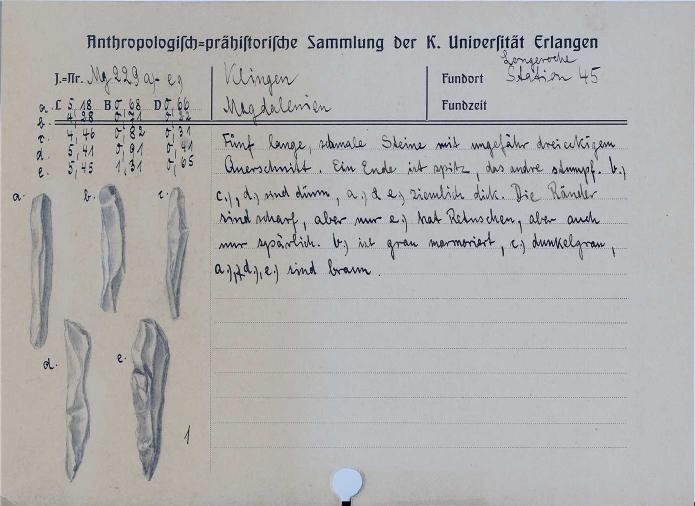 Anthropologisch=prähistorische Sammlung der K. Universität Erlangen
J.=Nr. Mg 229 a)- e)
Klingen
Magdalenien
Fundort Longeroche
Station 45
Fundzeit
a. L 5,18 B 0,68 D 0,66
b. 4,28 0,71 0,22
c. 4,46 0,82 0,31
d. 5,41 0,91 0,41
e. 5,45 1,31 0,65
Fünf lange, schmale Steine mit ungefähr dreieckigem
Querschnitt. Ein Ende ist spitz, das andre stumpf. b.)
c.), d.) sind dünn, a.) & e.) ziemlich dick. Die Ränder
sind scharf, aber nur e.) hat Retuschen, aber auch
nur spärlich. b.) ist grau marmoriert, c.) dunkelgrau,
a.), d.), e.) sind braun.
a.
b.
c.
d.
e.
1